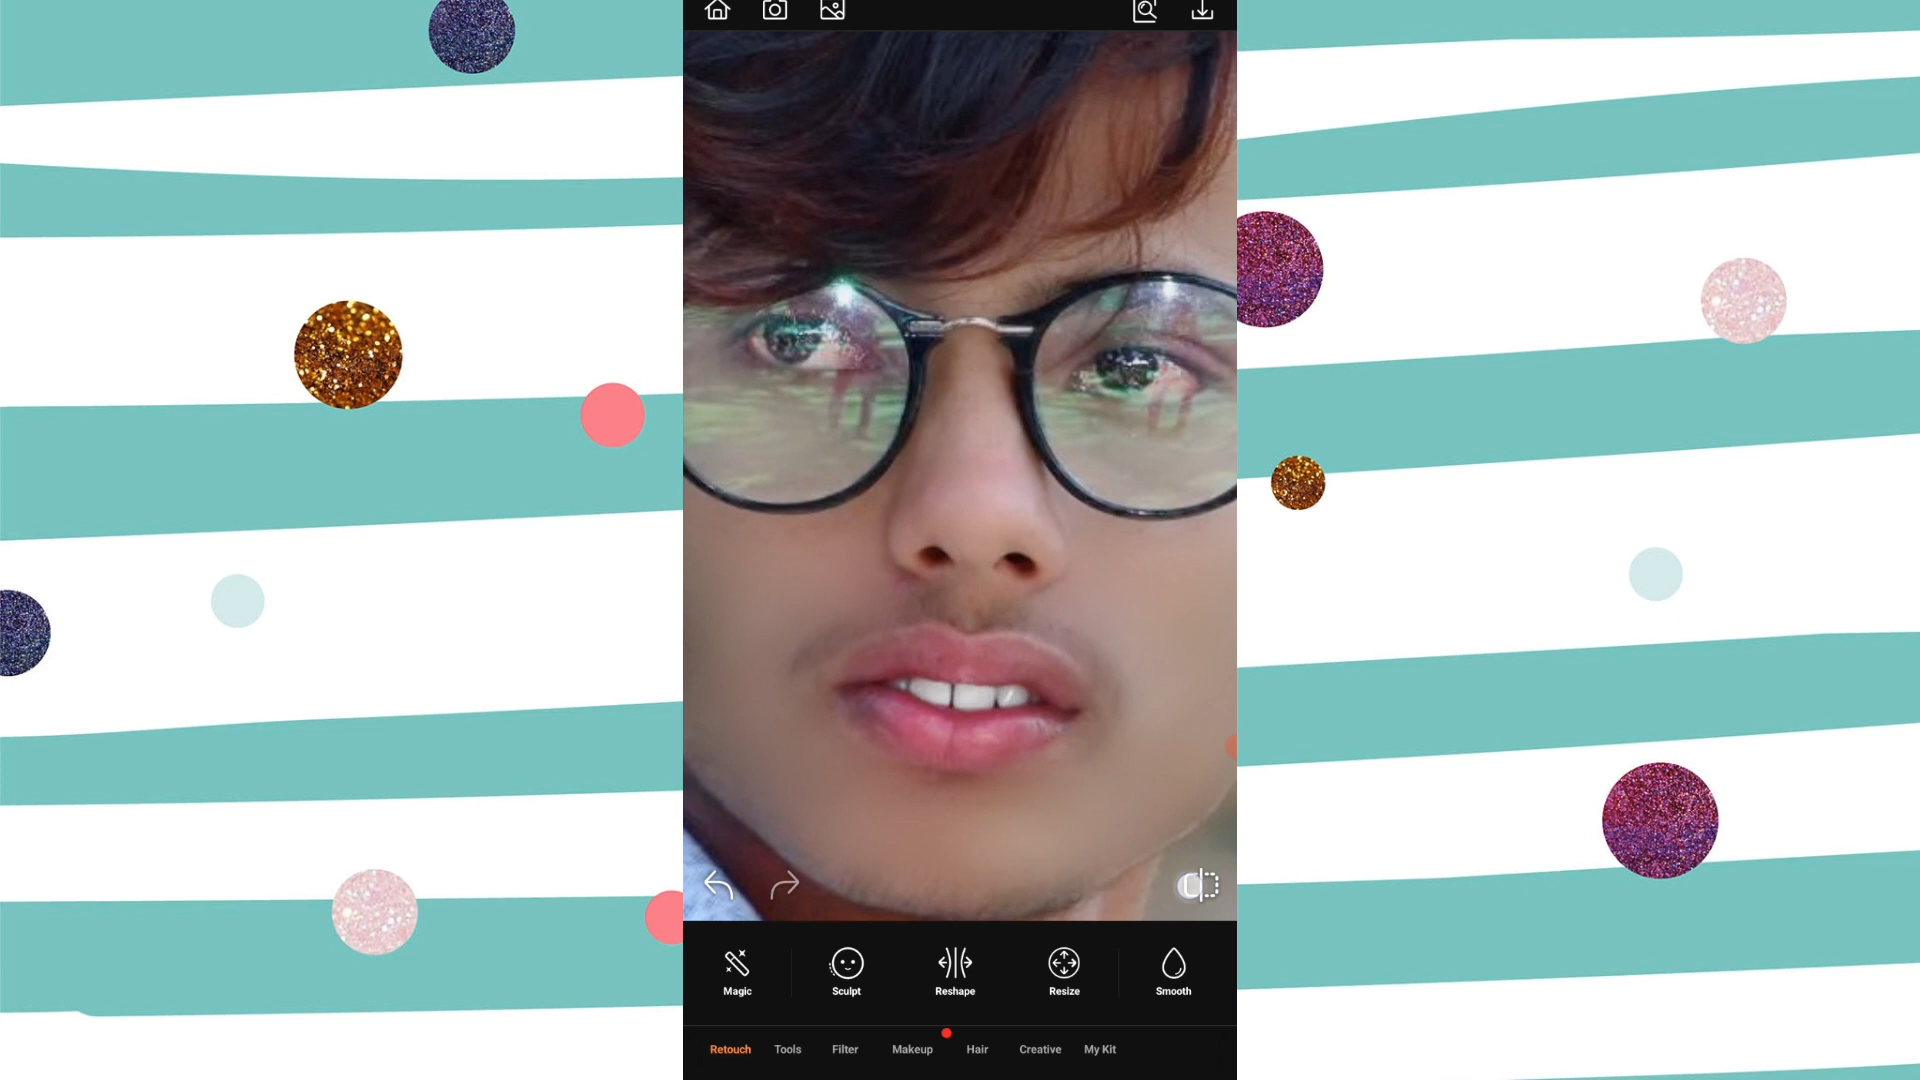 Magic
Sculpt
Reshape
Resize
Smooth
Retouch
Tools
Filter
Makeup
Hair
Creative
My Kit